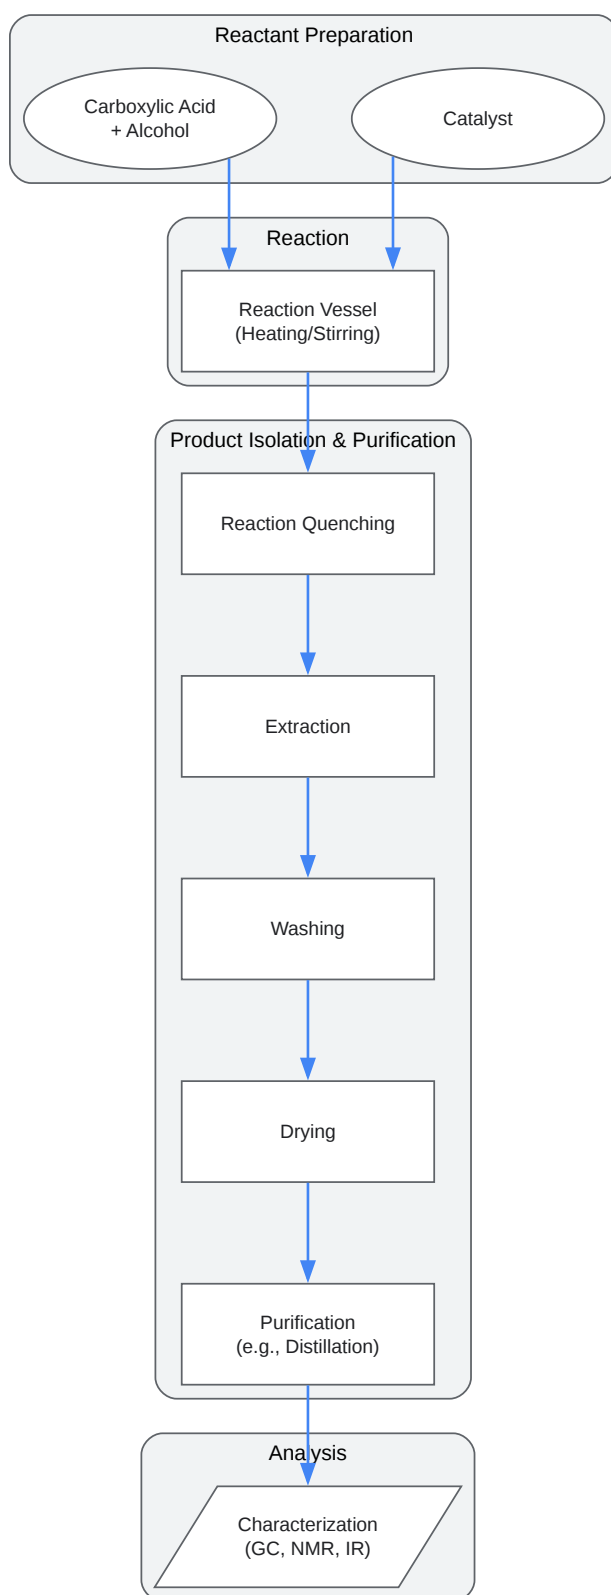 Reactant Preparation
Carboxylic Acid
+ Alcohol
Catalyst
Reaction
Reaction Vessel
(Heating/Stirring)
Product Isolation & Purification
Reaction Quenching
Extraction
Washing
Drying
Purification
(e.g., Distillation)
Analysis
Characterization
(GC, NMR, IR)